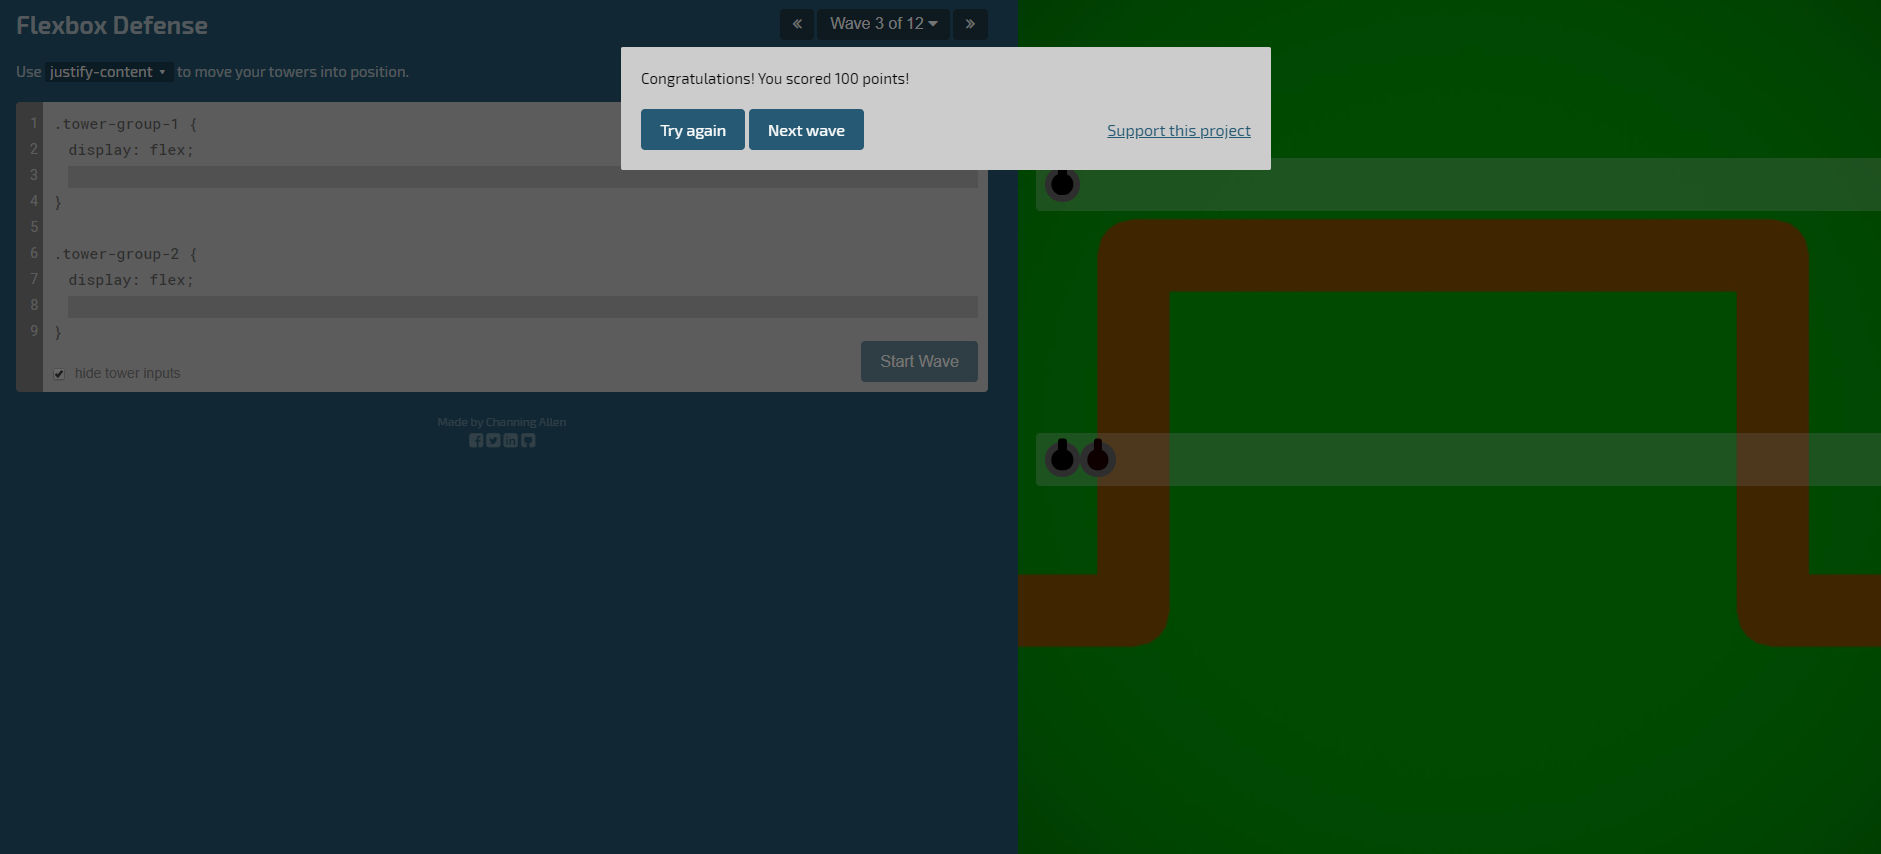 Flexbox Defense
« Wave 3 of 12 »
Use justify-content to move your towers into position.
Congratulations! You scored 100 points!
Try again Next wave Support this project
1 .tower-group-1 {
2 display: flex;
3
4 }
5
6 .tower-group-2 {
7 display: flex;
8
9 }
Start Wave
hide tower inputs
Made by Channing Allen